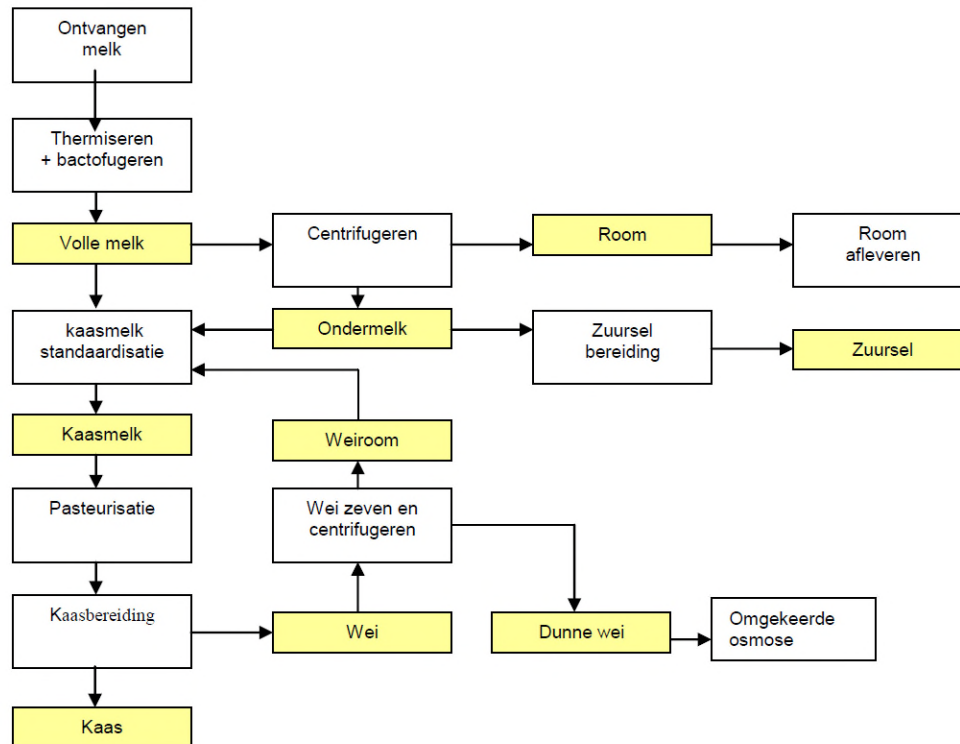 Ontvangen
melk
Thermiseren
+ bactofugeren
Volle melk
Centrifugeren
Room
Room
afleveren
kaasmelk
standaardisatie
Ondermelk
Zuursel
bereiding
Zuursel
Kaasmelk
Weiroom
Pasteurisatie
Wei zeven en
centrifugeren
Kaasbereiding
Wei
Dunne wei
Omgekeerde
osmose
Kaas